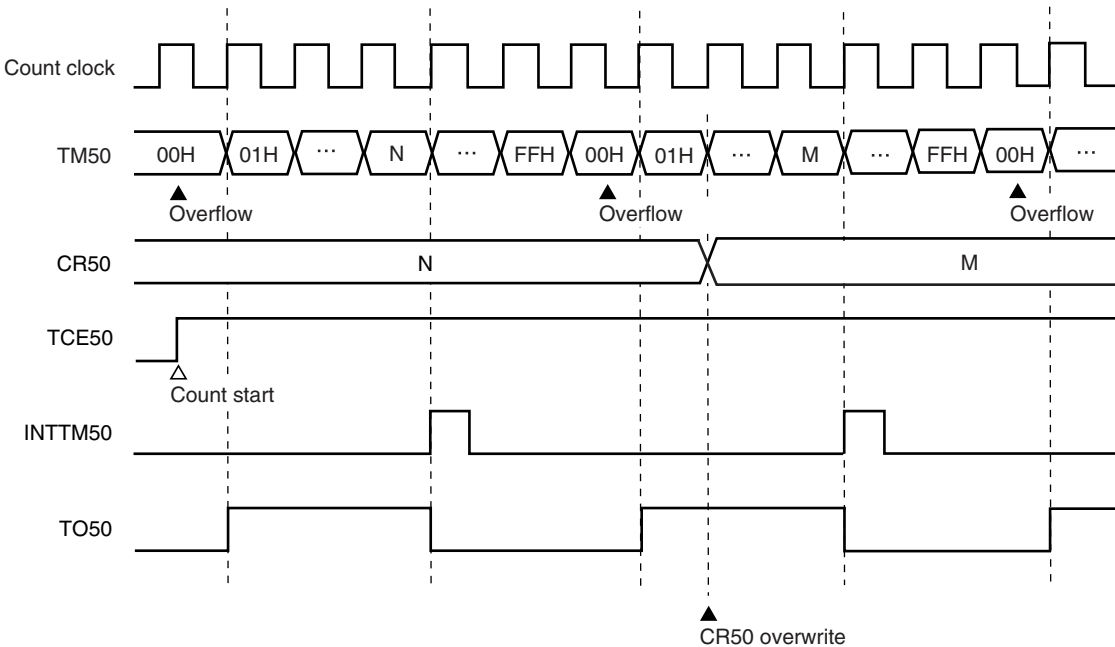 Count clock
TM50 00H 01H ... N ... FFH 00H 01H ... M ... FFH 00H ...
Overflow Overflow Overflow
CR50 N M
TCE50
Count start
INTTM50
TO50
CR50 overwrite